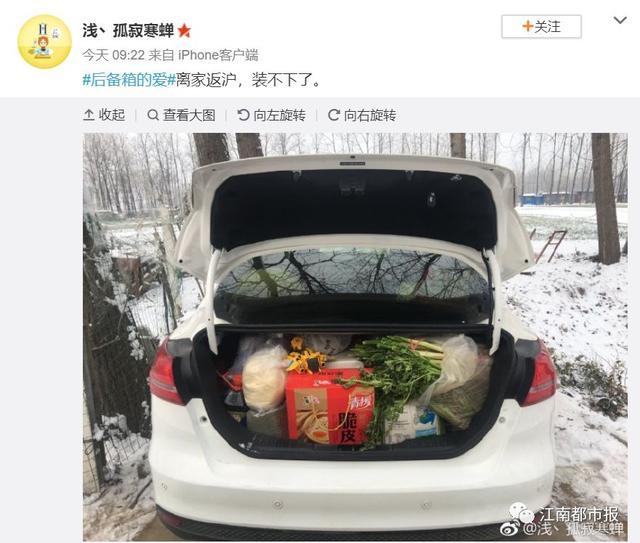 浅丶孤寂寒蝉
今天 09:22 来自 iPhone客户端
+关注
#后备箱的爱#离家返沪，装不下了。
收起
查看大图
向左旋转
向右旋转
脆皮
江南都市报
@浅丶孤寂寒蝉